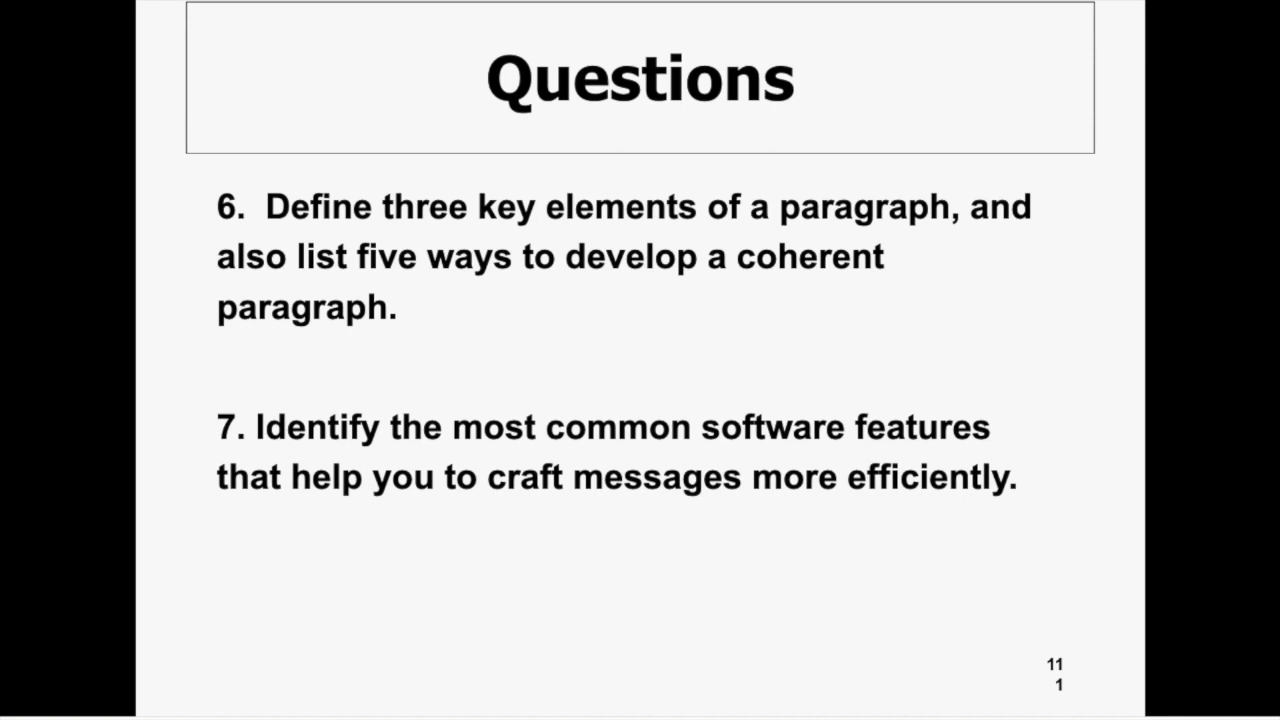 Questions
6.  Define three key elements of a paragraph, and
also list five ways to develop a coherent
paragraph.
7. Identify the most common software features
that help you to craft messages more efficiently.
11
1